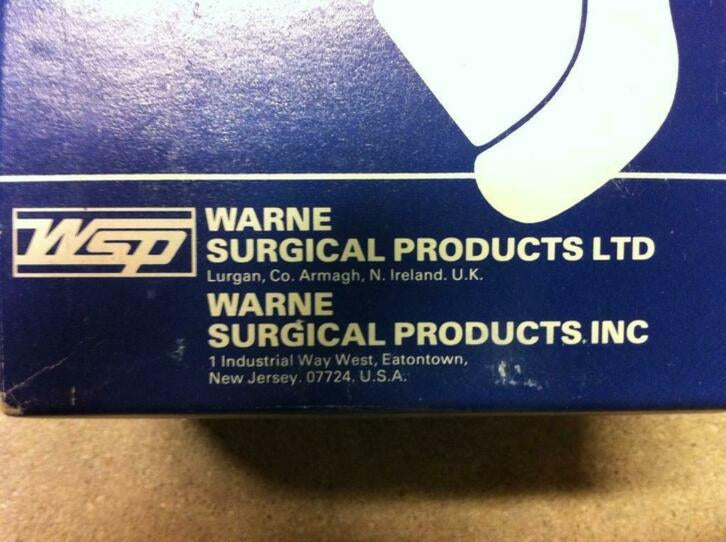 Wsp
WARNE
SURGICAL PRODUCTS LTD
Lurgan, Co. Armagh, N. Ireland. U.K.
WARNE
SURGICAL PRODUCTS. INC
1 Industrial Way West, Eatontown,
New Jersey. 07724. U.S.A.